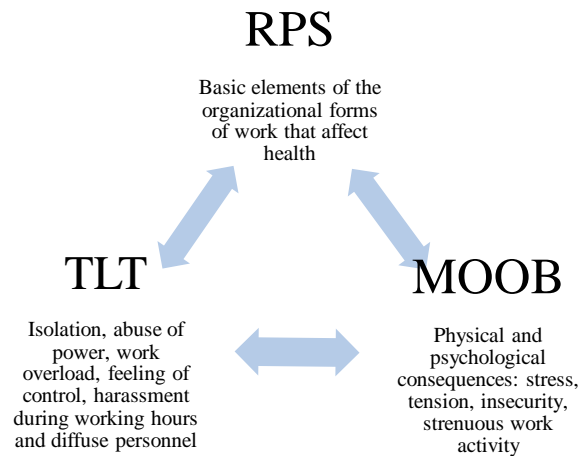 RPS
Basic elements of the
organizational forms
of work that affect
health
TLT
Isolation, abuse of
power, work
overload, feeling of
control, harassment
during working hours
and diffuse personnel
MOOB
Physical and
psychological
consequences: stress,
tension, insecurity,
strenuous work
activity